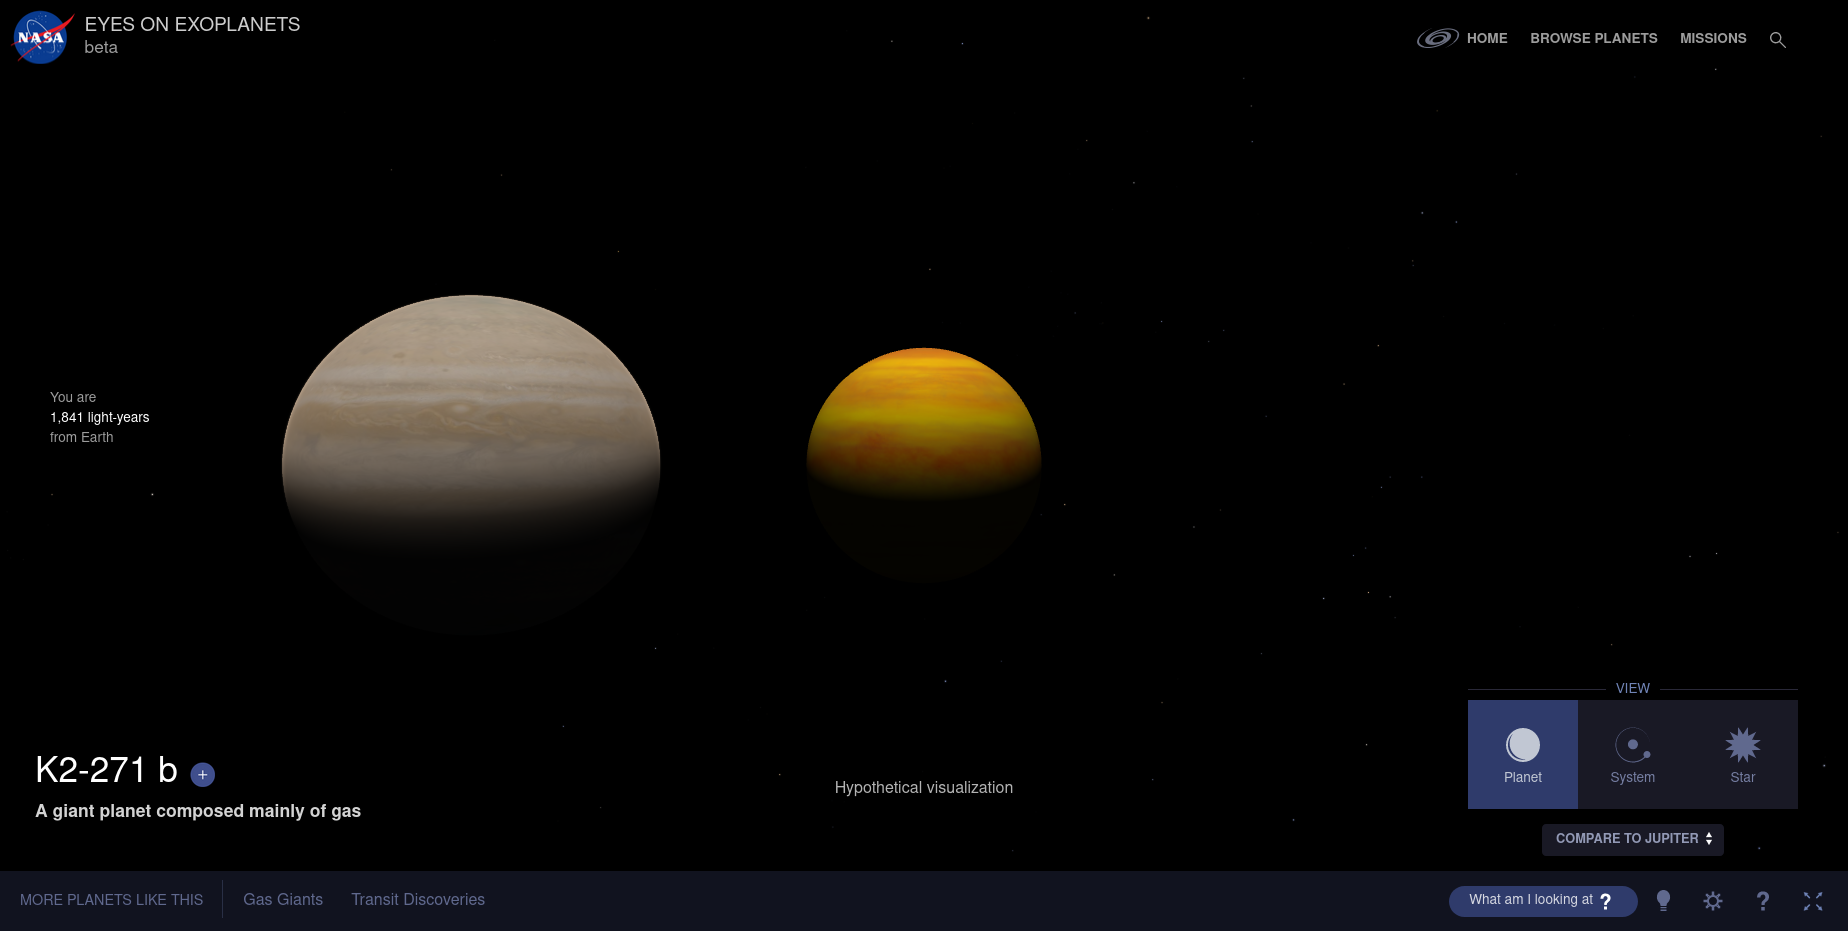 NASA
EYES ON EXOPLANETS
beta
HOME
BROWSE PLANETS
MISSIONS
You are
1,841 light-years
from Earth
K2-271 b +
A giant planet composed mainly of gas
Hypothetical visualization
VIEW
Planet
System
Star
COMPARE TO JUPITER
MORE PLANETS LIKE THIS
Gas Giants
Transit Discoveries
What am I looking at ?
?